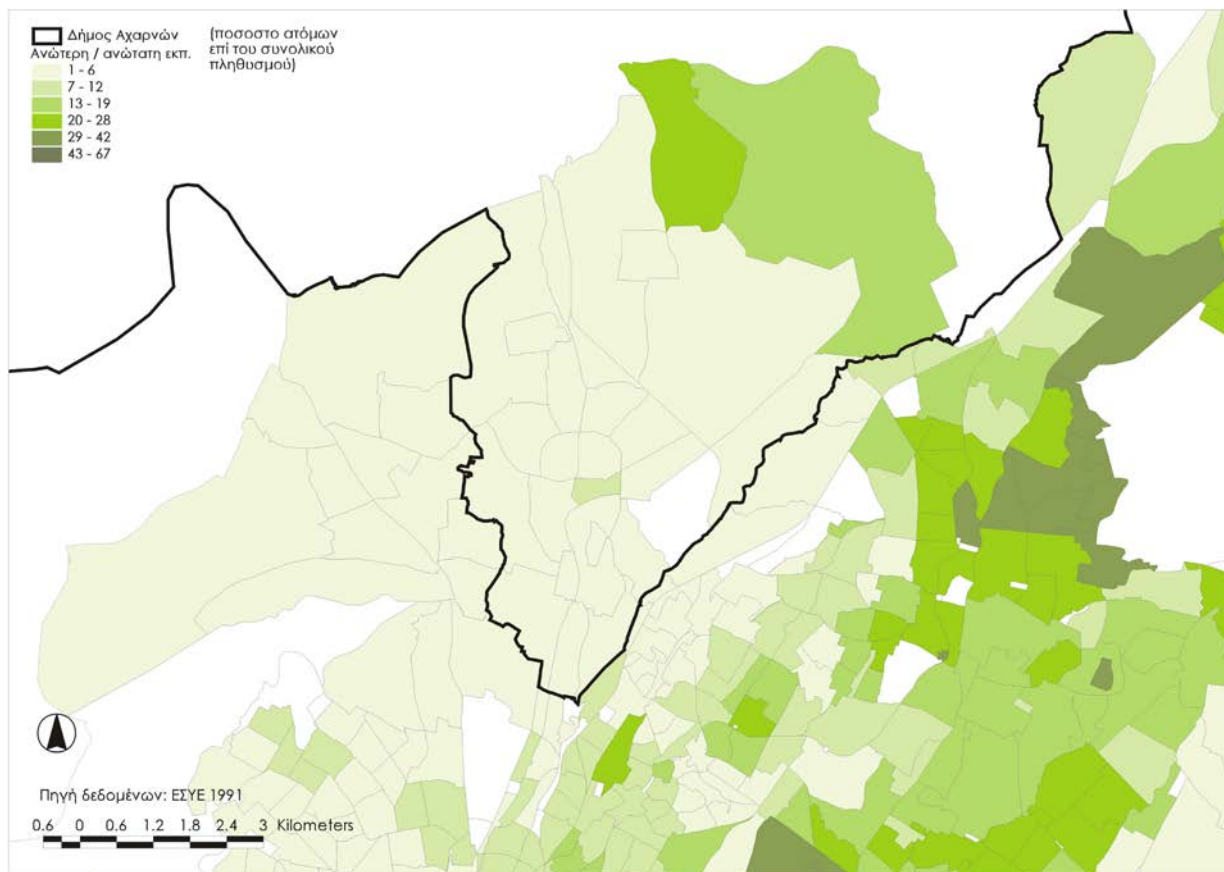 Δήμος Αχαρνών
(ποσοστο ατόμων
επί του συνολικού
πληθυσμού)
Ανώτερη / ανώτατη εκπ.
1 - 6
7 - 12
13 - 19
20 - 28
29 - 42
43 - 67
Πηγή δεδομένων: ΕΣΥΕ 1991
0.6 0 0.6 1.2 1.8 2.4 3 Kilometers